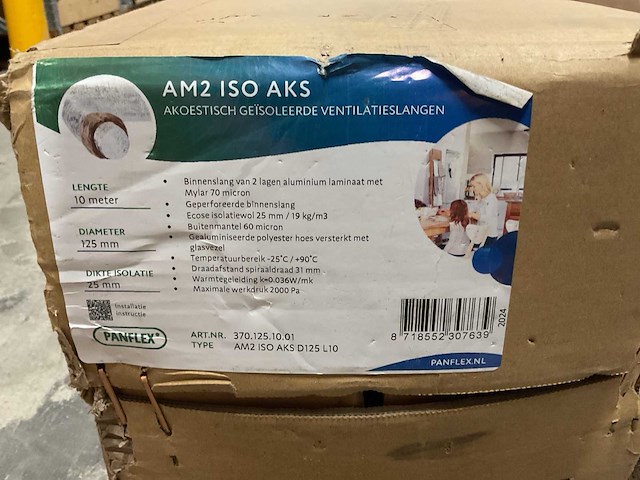 AM2 ISO AKS
AKOESTISCH GEÏSOLEERDE VENTILATIESLANGEN
LENGTE
10 meter
DIAMETER
125 mm
DIKTE ISOLATIE
25 mm
• Binnenslang van 2 lagen aluminium laminaat met
Mylar 70 micron
• Geperforeerde binnenslang
• Ecose isolatiewol 25 mm / 19 kg/m3
• Buitenmantel 60 micron
• Gealuminiseerde polyester hoes versterkt met
glasvezel
• Temperatuurbereik -25°C / +90°C
• Draadafstand spiraaldraad 31 mm
• Warmtegeleiding k=0.036W/mk
• Maximale werkdruk 2000 Pa
Installatie
instructie
PANFLEX®
ART.NR. 370.125.10.01
TYPE AM2 ISO AKS D125 L10
8 718552 307639
2024
PANFLEX.NL